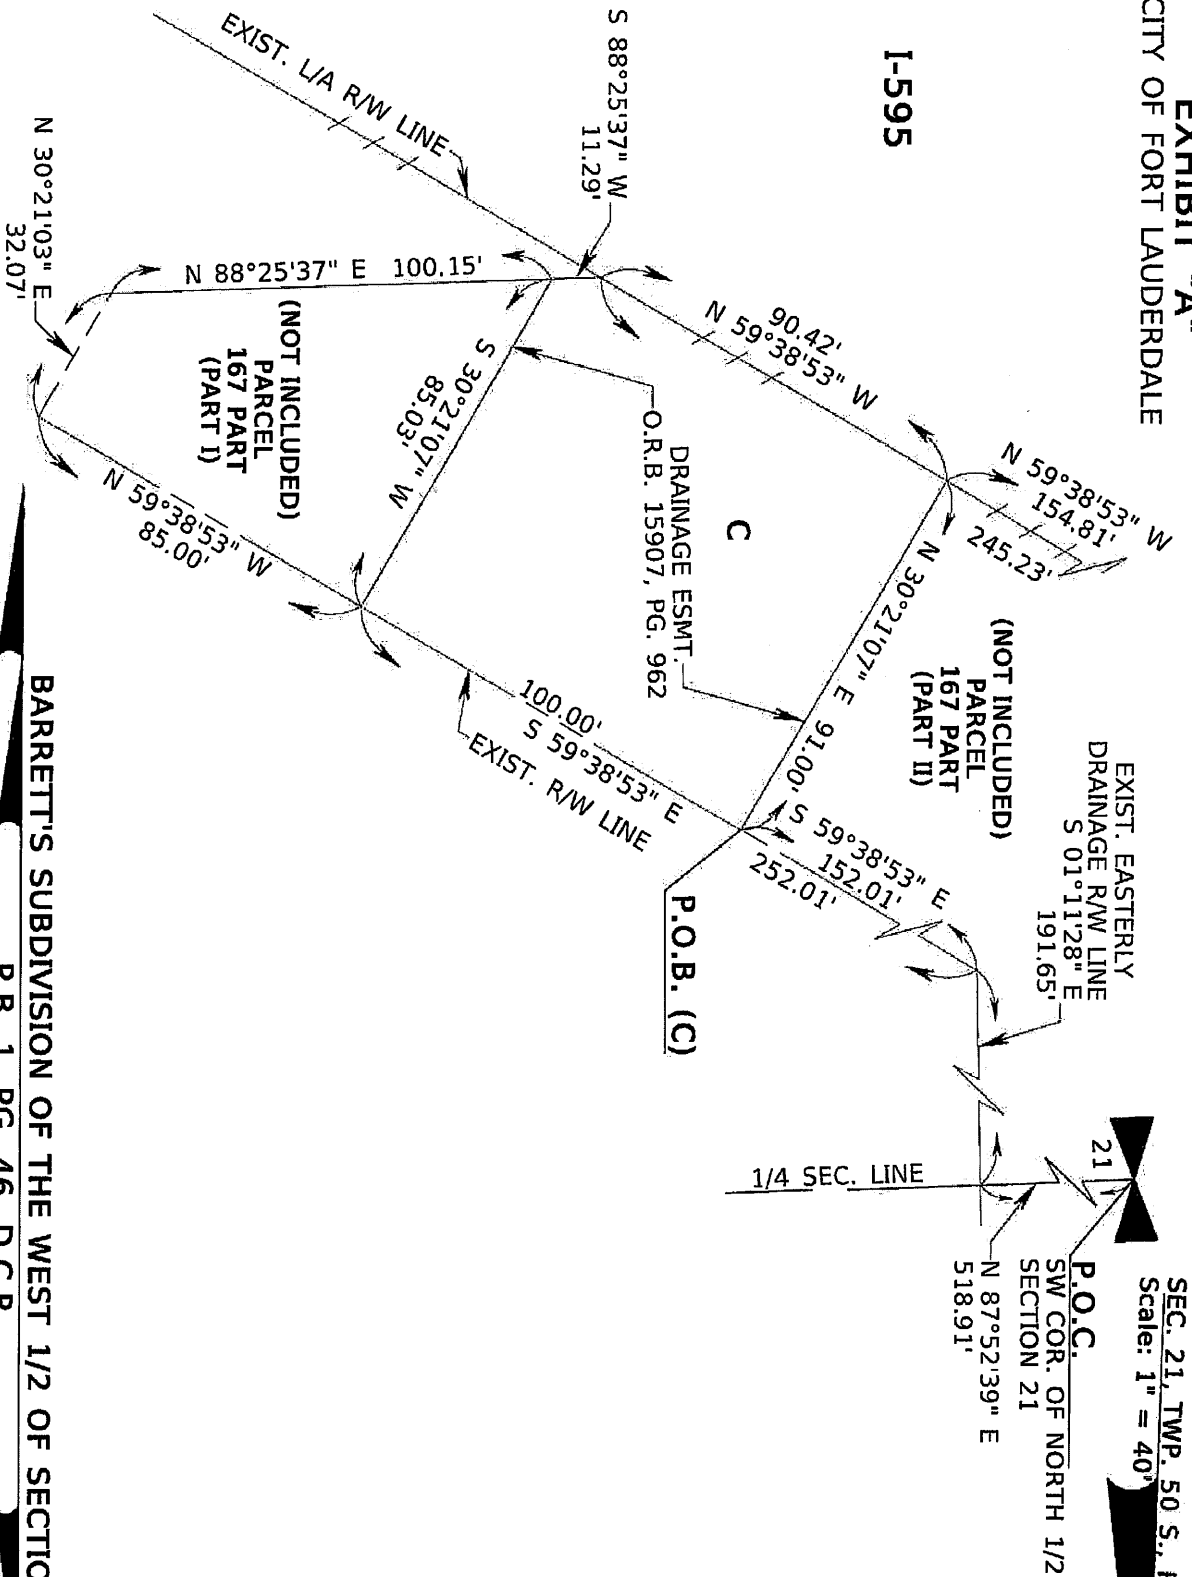 EXHIBIT "A"
CITY OF FORT LAUDERDALE
SEC. 21, TWP. 50 S.,
Scale: 1" = 40'
I-595
EXIST. L/A R/W LINE
S 88°25'37" W
11.29'
N 30°21'03" E
32.07'
N 88°25'37" E 100.15'
(NOT INCLUDED)
PARCEL
167 PART
(PART I)
N 59°38'53" W
85.00'
S 30°21'07" W
85.03'
90.42'
N 59°38'53" W
DRAINAGE ESMT.
O.R.B. 15907, PG. 962
C
N 59°38'53" W
154.81'
245.23'
N 30°21'07" E 91.00'
(NOT INCLUDED)
PARCEL
167 PART
(PART II)
100.00'
S 59°38'53" E
EXIST. R/W LINE
S 59°38'53" E
152.01'
252.01'
P.O.B. (C)
EXIST. EASTERLY
DRAINAGE R/W LINE
S 01°11'28" E
191.65'
21
1/4 SEC. LINE
P.O.C.
SW COR. OF NORTH 1/2
SECTION 21
N 87°52'39" E
518.91'
BARRETT'S SUBDIVISION OF THE WEST 1/2 OF
P.B. 1 PG 46 D.C.R.